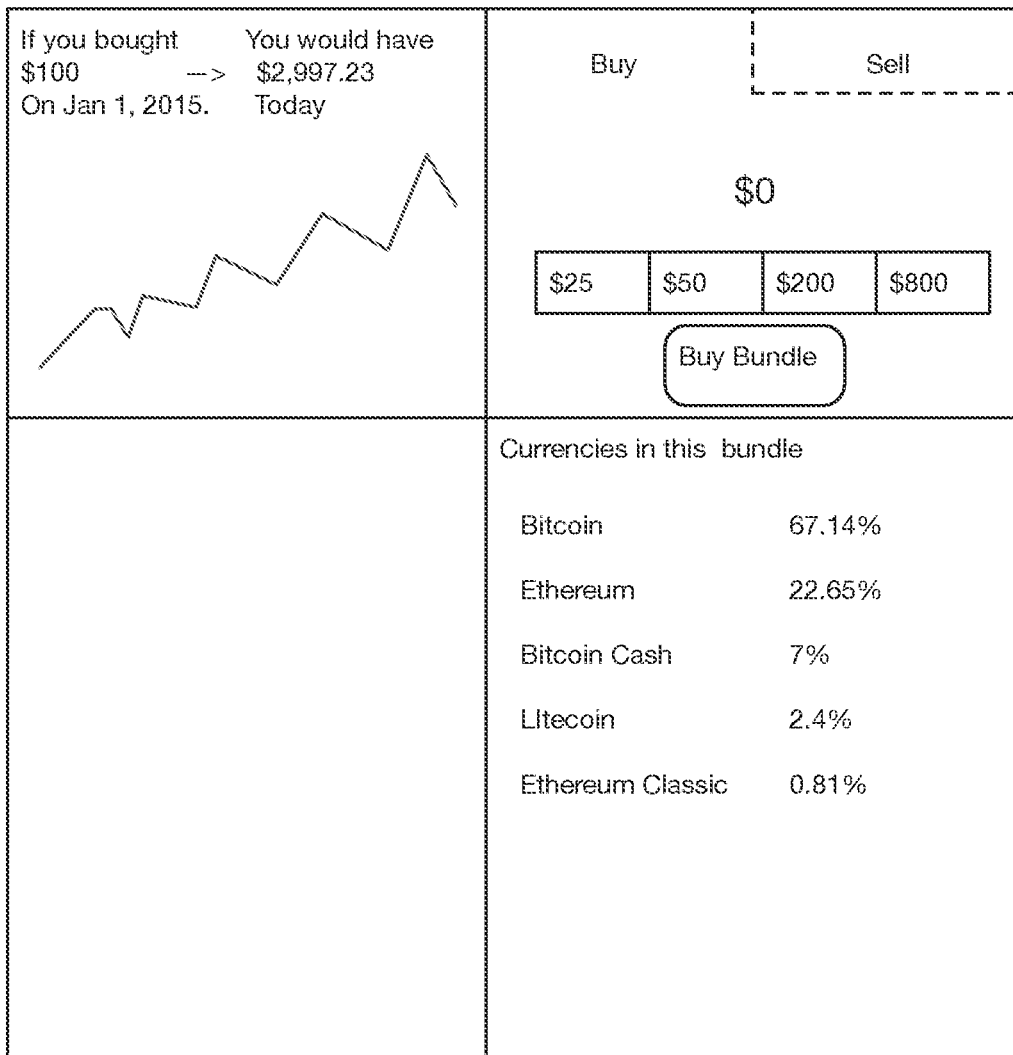 If you bought You would have
$100 ---> $2,997.23
On Jan 1, 2015. Today
Buy Sell
$0
$25 $50 $200 $800
Buy Bundle
Currencies in this bundle
Bitcoin 67.14%
Ethereum 22.65%
Bitcoin Cash 7%
LItecoin 2.4%
Ethereum Classic 0.81%